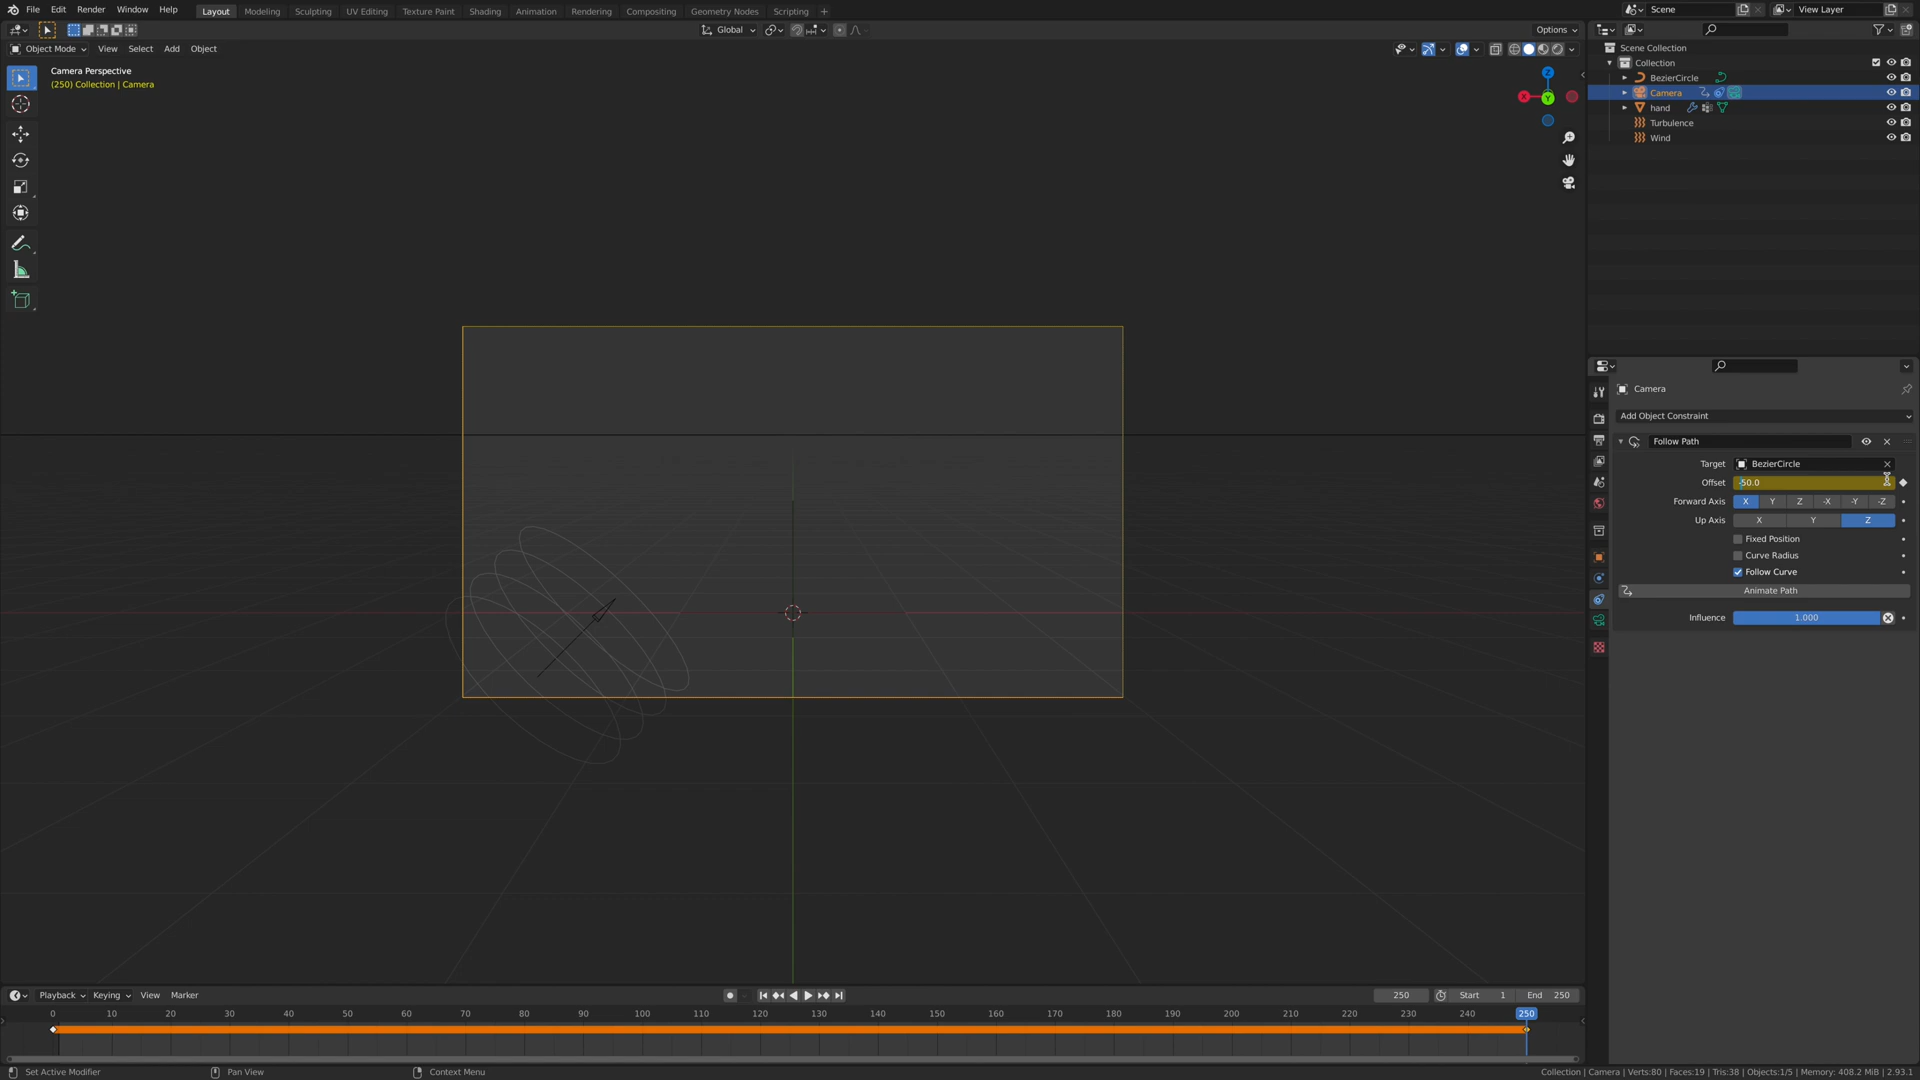 File Edit Render Window Help Layout Modeling Sculpting UV Editing Texture Paint Shading Animation Rendering Compositing Geometry Nodes Scripting + Scene View Layer
Global Options
Object Mode View Select Add Object
Camera Perspective
(250) Collection | Camera
Z
X
Y
Scene Collection
Collection
BezierCircle
Camera
hand
Turbulence
Wind
Camera
Add Object Constraint
Follow Path
Target BezierCircle
Offset -50.0
Forward Axis X Y Z -X -Y -Z
Up Axis X Y Z
Fixed Position
Curve Radius
Follow Curve
Animate Path
Influence 1.000
Playback Keying View Marker 250 Start 1 End 250
0 10 20 30 40 50 60 70 80 90 100 110 120 130 140 150 160 170 180 190 200 210 220 230 240 250
Set Active Modifier Pan View Context Menu Collection | Camera | Verts:80 | Faces:19 | Tris:38 | Objects:1/5 | Memory: 408.2 MiB | 2.93.1